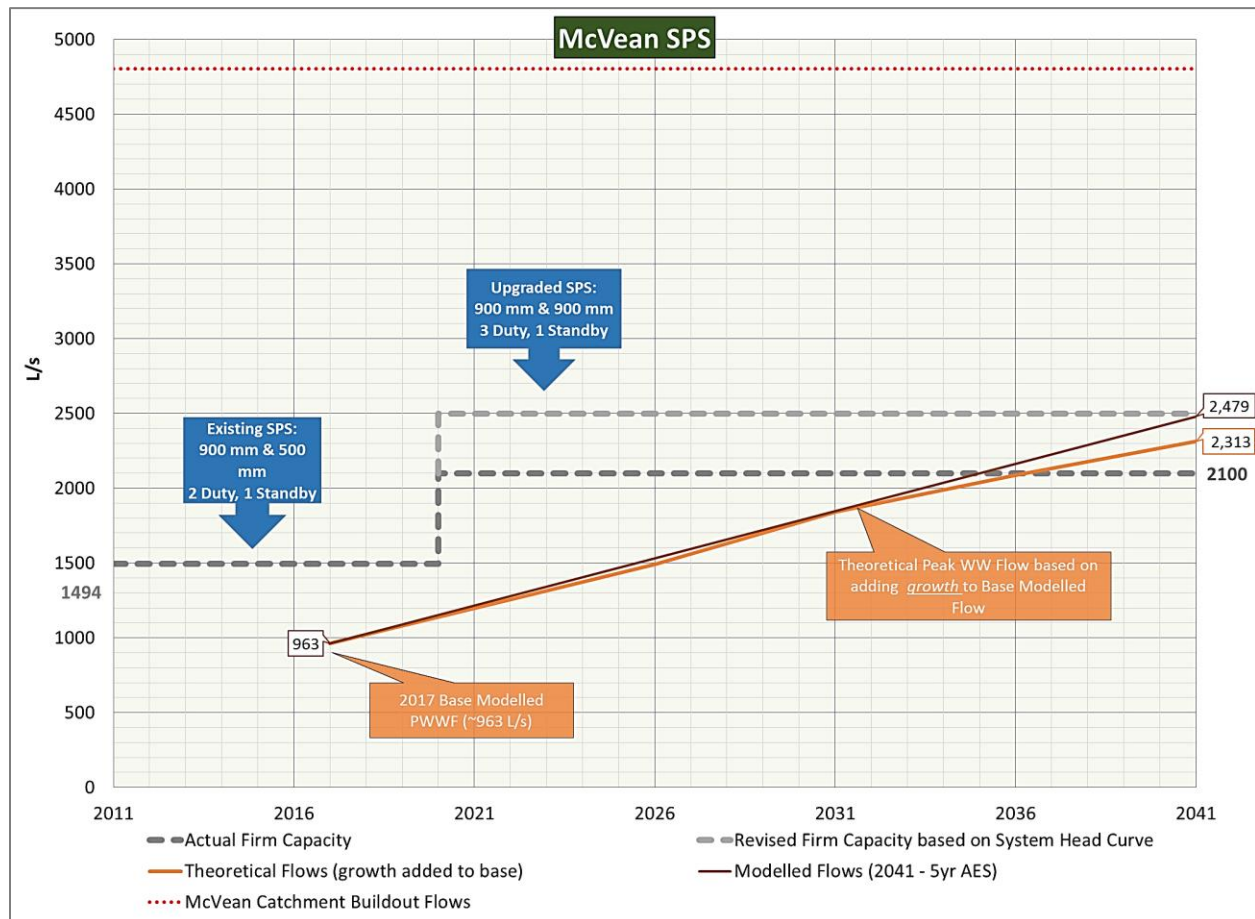 McVean SPS
5000
4500
4000
3500
3000
2500
2000
1500
1494
1000
500
0
L/s
Upgraded SPS:
900 mm & 900 mm
3 Duty, 1 Standby
Existing SPS:
900 mm & 500
mm
2 Duty, 1 Standby
2,479
2,313
2100
Theoretical Peak WW Flow based on
adding growth to Base Modelled
Flow
963
2017 Base Modelled
PWWF (~963 L/s)
2011 2016 2021 2026 2031 2036 2041
Actual Firm Capacity
Revised Firm Capacity based on System Head Curve
Theoretical Flows (growth added to base)
Modelled Flows (2041 - 5yr AES)
McVean Catchment Buildout Flows